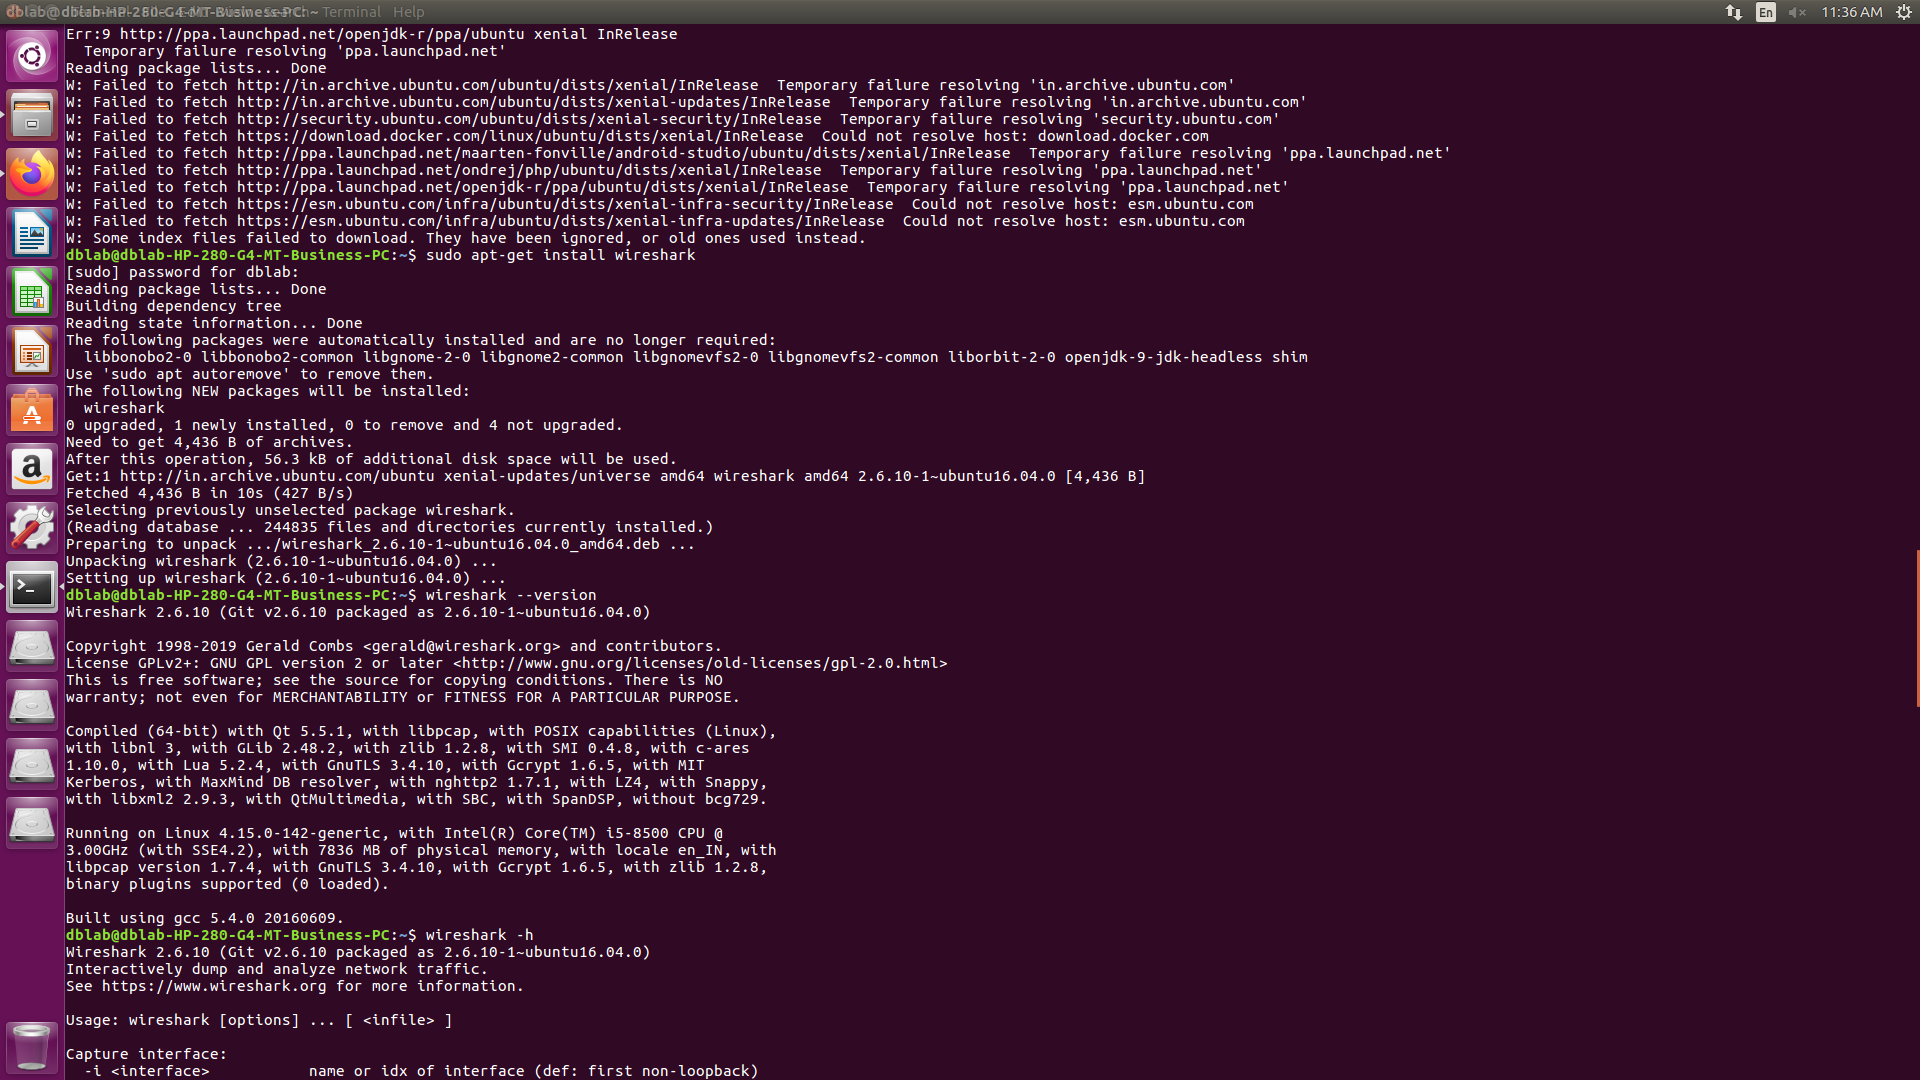 dblab@dblab-HP-280-G4-MT-Business-PC: ~ Terminal Help
En 11:36 AM
Err:9 http://ppa.launchpad.net/openjdk-r/ppa/ubuntu xenial InRelease
  Temporary failure resolving 'ppa.launchpad.net'
Reading package lists... Done
W: Failed to fetch http://in.archive.ubuntu.com/ubuntu/dists/xenial/InRelease  Temporary failure resolving 'in.archive.ubuntu.com'
W: Failed to fetch http://in.archive.ubuntu.com/ubuntu/dists/xenial-updates/InRelease  Temporary failure resolving 'in.archive.ubuntu.com'
W: Failed to fetch http://security.ubuntu.com/ubuntu/dists/xenial-security/InRelease  Temporary failure resolving 'security.ubuntu.com'
W: Failed to fetch https://download.docker.com/linux/ubuntu/dists/xenial/InRelease  Could not resolve host: download.docker.com
W: Failed to fetch http://ppa.launchpad.net/maarten-fonville/android-studio/ubuntu/dists/xenial/InRelease  Temporary failure resolving 'ppa.launchpad.net'
W: Failed to fetch http://ppa.launchpad.net/ondrej/php/ubuntu/dists/xenial/InRelease  Temporary failure resolving 'ppa.launchpad.net'
W: Failed to fetch http://ppa.launchpad.net/openjdk-r/ppa/ubuntu/dists/xenial/InRelease  Temporary failure resolving 'ppa.launchpad.net'
W: Failed to fetch https://esm.ubuntu.com/infra/ubuntu/dists/xenial-infra-security/InRelease  Could not resolve host: esm.ubuntu.com
W: Failed to fetch https://esm.ubuntu.com/infra/ubuntu/dists/xenial-infra-updates/InRelease  Could not resolve host: esm.ubuntu.com
W: Some index files failed to download. They have been ignored, or old ones used instead.
dblab@dblab-HP-280-G4-MT-Business-PC:~$ sudo apt-get install wireshark
[sudo] password for dblab:
Reading package lists... Done
Building dependency tree
Reading state information... Done
The following packages were automatically installed and are no longer required:
  libbonobo2-0 libbonobo2-common libgnome-2-0 libgnome2-common libgnomevfs2-0 libgnomevfs2-common liborbit-2-0 openjdk-9-jdk-headless shim
Use 'sudo apt autoremove' to remove them.
The following NEW packages will be installed:
  wireshark
0 upgraded, 1 newly installed, 0 to remove and 4 not upgraded.
Need to get 4,436 B of archives.
After this operation, 56.3 kB of additional disk space will be used.
Get:1 http://in.archive.ubuntu.com/ubuntu xenial-updates/universe amd64 wireshark amd64 2.6.10-1~ubuntu16.04.0 [4,436 B]
Fetched 4,436 B in 10s (427 B/s)
Selecting previously unselected package wireshark.
(Reading database ... 244835 files and directories currently installed.)
Preparing to unpack .../wireshark_2.6.10-1~ubuntu16.04.0_amd64.deb ...
Unpacking wireshark (2.6.10-1~ubuntu16.04.0) ...
Setting up wireshark (2.6.10-1~ubuntu16.04.0) ...
dblab@dblab-HP-280-G4-MT-Business-PC:~$ wireshark --version
Wireshark 2.6.10 (Git v2.6.10 packaged as 2.6.10-1~ubuntu16.04.0)

Copyright 1998-2019 Gerald Combs <gerald@wireshark.org> and contributors.
License GPLv2+: GNU GPL version 2 or later <http://www.gnu.org/licenses/old-licenses/gpl-2.0.html>
This is free software; see the source for copying conditions. There is NO
warranty; not even for MERCHANTABILITY or FITNESS FOR A PARTICULAR PURPOSE.

Compiled (64-bit) with Qt 5.5.1, with libpcap, with POSIX capabilities (Linux),
with libnl 3, with GLib 2.48.2, with zlib 1.2.8, with SMI 0.4.8, with c-ares
1.10.0, with Lua 5.2.4, with GnuTLS 3.4.10, with Gcrypt 1.6.5, with MIT
Kerberos, with MaxMind DB resolver, with nghttp2 1.7.1, with LZ4, with Snappy,
with libxml2 2.9.3, with QtMultimedia, with SBC, with SpanDSP, without bcg729.

Running on Linux 4.15.0-142-generic, with Intel(R) Core(TM) i5-8500 CPU @
3.00GHz (with SSE4.2), with 7836 MB of physical memory, with locale en_IN, with
libpcap version 1.7.4, with GnuTLS 3.4.10, with Gcrypt 1.6.5, with zlib 1.2.8,
binary plugins supported (0 loaded).

Built using gcc 5.4.0 20160609.
dblab@dblab-HP-280-G4-MT-Business-PC:~$ wireshark -h
Wireshark 2.6.10 (Git v2.6.10 packaged as 2.6.10-1~ubuntu16.04.0)
Interactively dump and analyze network traffic.
See https://www.wireshark.org for more information.

Usage: wireshark [options] ... [ <infile> ]

Capture interface:
  -i <interface>           name or idx of interface (def: first non-loopback)